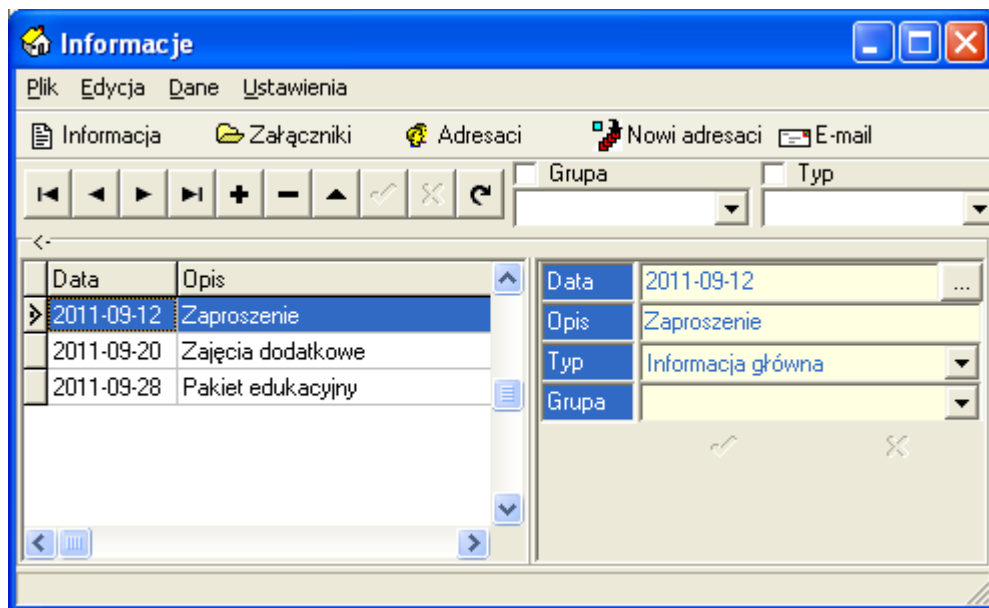 Informacje
Plik Edycja Dane Ustawienia
Informacja Załączniki Adresaci Nowi adresaci E-mail
Grupa Typ
<-
Data Opis
2011-09-12 Zaproszenie
2011-09-20 Zajęcia dodatkowe
2011-09-28 Pakiet edukacyjny
Data 2011-09-12 ...
Opis Zaproszenie
Typ Informacja główna
Grupa